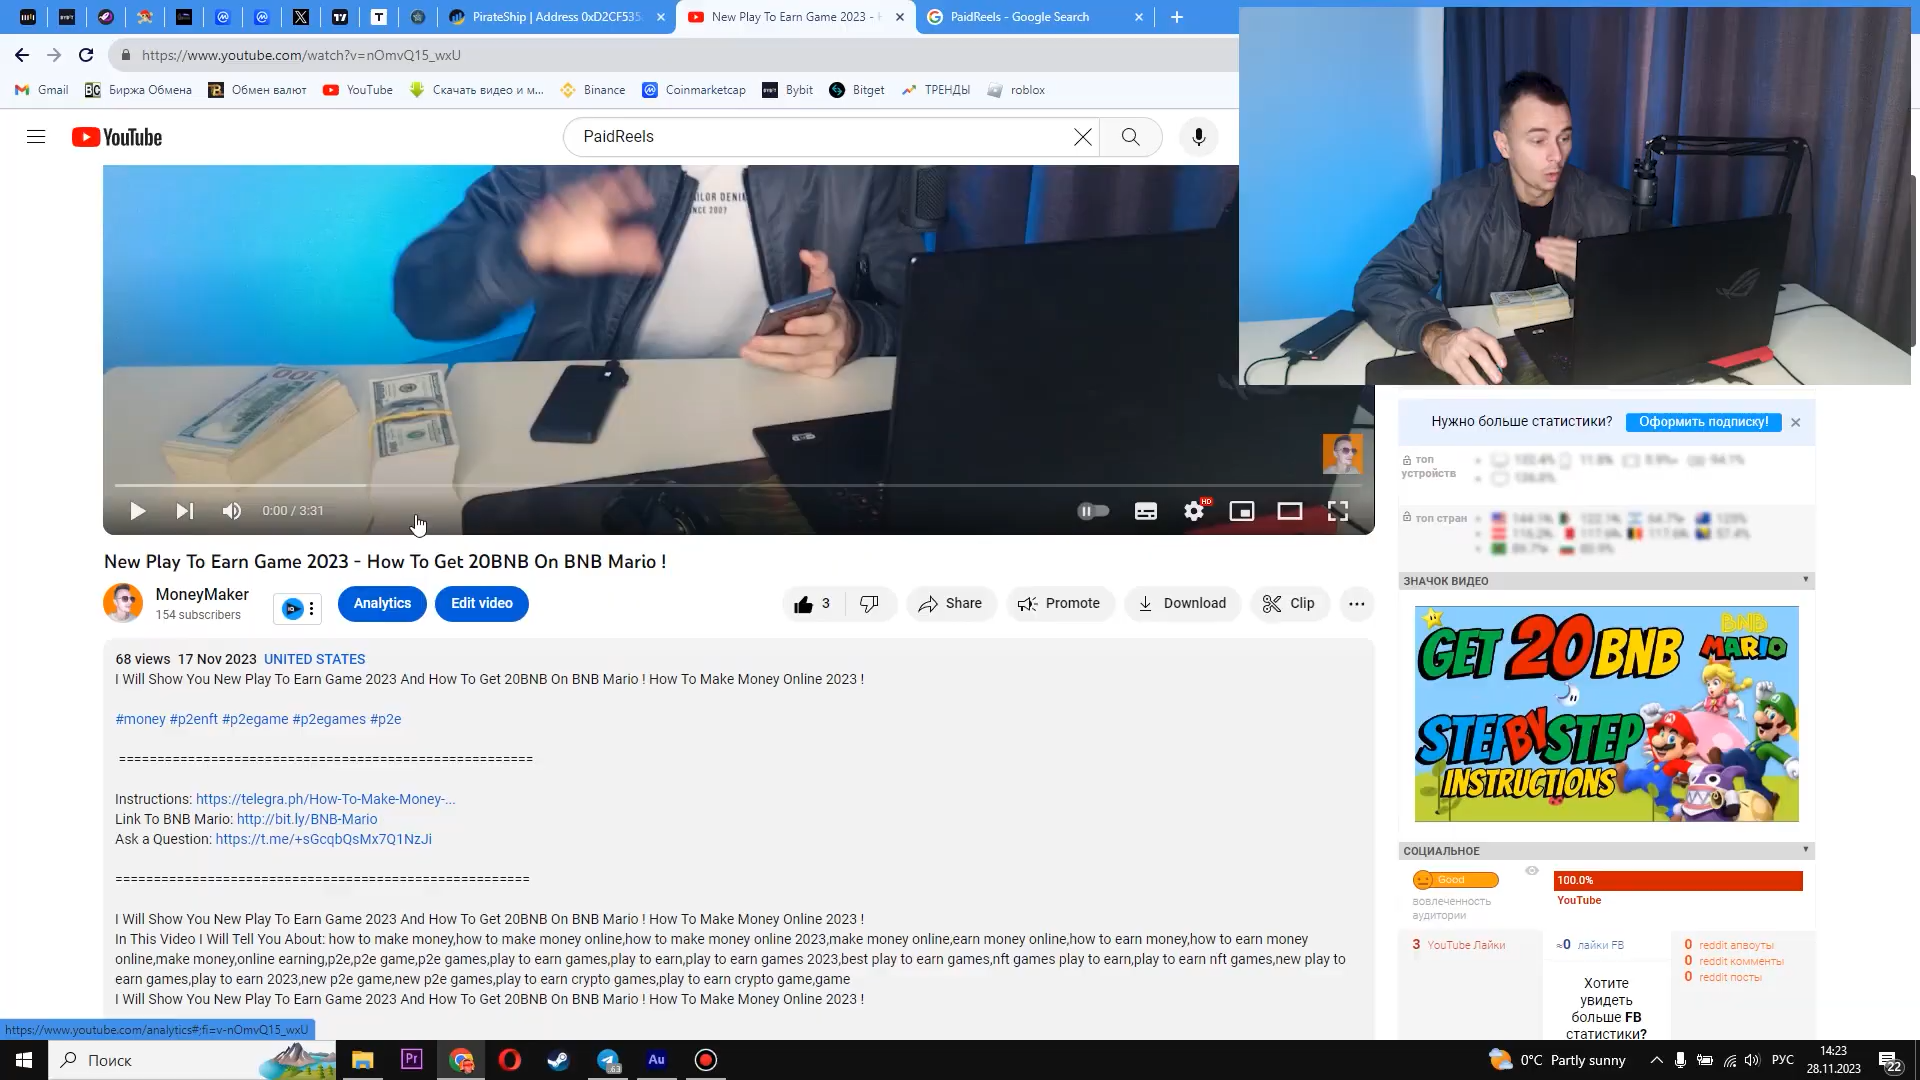 PirateShip | Address 0xD2CF535
New Play To Earn Game 2023 -
PaidReels - Google Search
https://www.youtube.com/watch?v=nOmvQ15_wxU
Gmail
Биржа Обмена
Обмен валют
YouTube
Скачать видео и м...
Binance
Coinmarketcap
Bybit
Bitget
ТРЕНДЫ
roblox
YouTube
PaidReels
TAILOR DENIM
SINCE 2007
0:00 / 3:31
HD
New Play To Earn Game 2023 - How To Get 20BNB On BNB Mario !
MoneyMaker
154 subscribers
Analytics
Edit video
3
Share
Promote
Download
Clip
68 views 17 Nov 2023 UNITED STATES
I Will Show You New Play To Earn Game 2023 And How To Get 20BNB On BNB Mario ! How To Make Money Online 2023 !
#money #p2enft #p2egame #p2egames #p2e
======================================================
Instructions: https://telegra.ph/How-To-Make-Money-...
Link To BNB Mario: http://bit.ly/BNB-Mario
Ask a Question: https://t.me/+sGcqbQsMx7Q1NzJi
======================================================
I Will Show You New Play To Earn Game 2023 And How To Get 20BNB On BNB Mario ! How To Make Money Online 2023 !
In This Video I Will Tell You About: how to make money,how to make money online,how to make money online 2023,make money online,earn money online,how to earn money,how to earn money
online,make money,online earning,p2e,p2e game,p2e games,play to earn games,play to earn,play to earn games 2023,best play to earn games,nft games play to earn,play to earn nft games,new play to
earn games,play to earn 2023,new p2e game,new p2e games,play to earn crypto games,play to earn crypto game,game
I Will Show You New Play To Earn Game 2023 And How To Get 20BNB On BNB Mario ! How To Make Money Online 2023 !
Нужно больше статистики?
Оформить подписку!
топ
устройств
топ стран
ЗНАЧОК ВИДЕО
GET 20 BNB
BNB
MARIO
STEP BY STEP
INSTRUCTIONS
СОЦИАЛЬНОЕ
Good
вовлеченность
аудитории
100.0%
YouTube
3 YouTube Лайки
≈0 лайки FB
0 reddit апвоуты
0 reddit комменты
0 reddit посты
Хотите
увидеть
больше FB
статистики?
https://www.youtube.com/analytics#;fi=v-nOmvQ15_wxU
Поиск
Pr
63
Au
0°C Partly sunny
РУС
14:23
28.11.2023
22